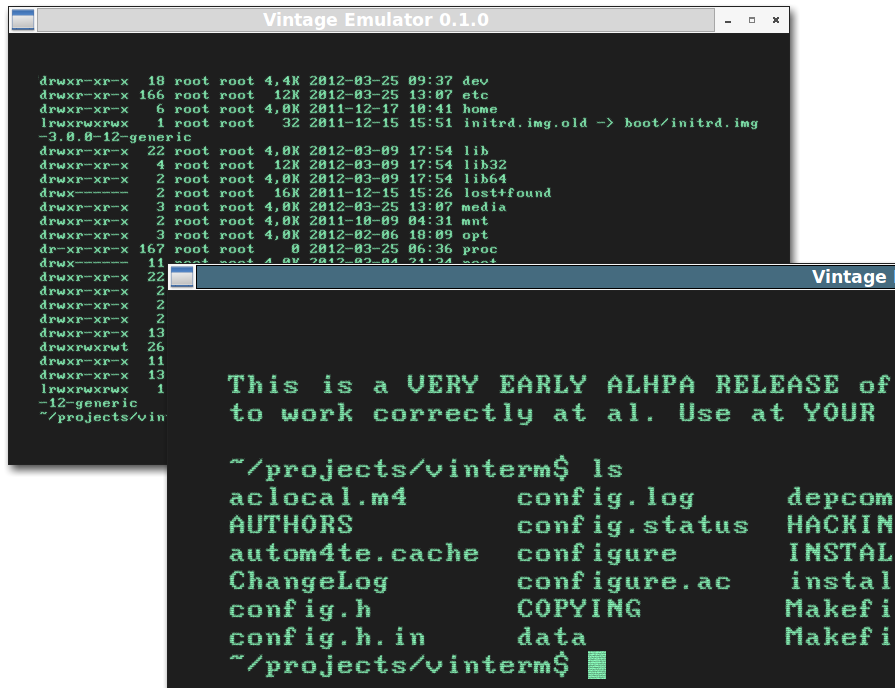 Vintage Emulator 0.1.0
drwxr-xr-x  18 root root 4,4K 2012-03-25 09:37 dev
drwxr-xr-x 166 root root  12K 2012-03-25 13:07 etc
drwxr-xr-x   6 root root 4,0K 2011-12-17 10:41 home
lrwxrwxrwx   1 root root   32 2011-12-15 15:51 initrd.img.old -> boot/initrd.img
-3.0.0-12-generic
drwxr-xr-x  22 root root 4,0K 2012-03-09 17:54 lib
drwxr-xr-x   4 root root  12K 2012-03-09 17:54 lib32
drwxr-xr-x   2 root root 4,0K 2012-03-09 17:54 lib64
drwx------   2 root root  16K 2011-12-15 15:26 lost+found
drwxr-xr-x   3 root root 4,0K 2012-03-25 13:07 media
drwxr-xr-x   2 root root 4,0K 2011-10-09 04:31 mnt
drwxr-xr-x   3 root root 4,0K 2012-02-06 18:09 opt
dr-xr-xr-x 167 root root    0 2012-03-25 06:36 proc
drwx------  11 root root 4,0K 2012-03-04 21:34 root
drwxr-xr-x  22
drwxr-xr-x   2
drwxr-xr-x   2
drwxr-xr-x   2
drwxr-xr-x  13
drwxrwxrwt  26
drwxr-xr-x  11
drwxr-xr-x  13
lrwxrwxrwx   1
-12-generic
~/projects/vin
Vintage
This is a VERY EARLY ALHPA RELEASE of
to work correctly at al. Use at YOUR
~/projects/vinterm$ ls
aclocal.m4 config.log depcom
AUTHORS config.status HACKIN
autom4te.cache configure INSTAL
ChangeLog configure.ac instal
config.h COPYING Makefi
config.h.in data Makefi
~/projects/vinterm$